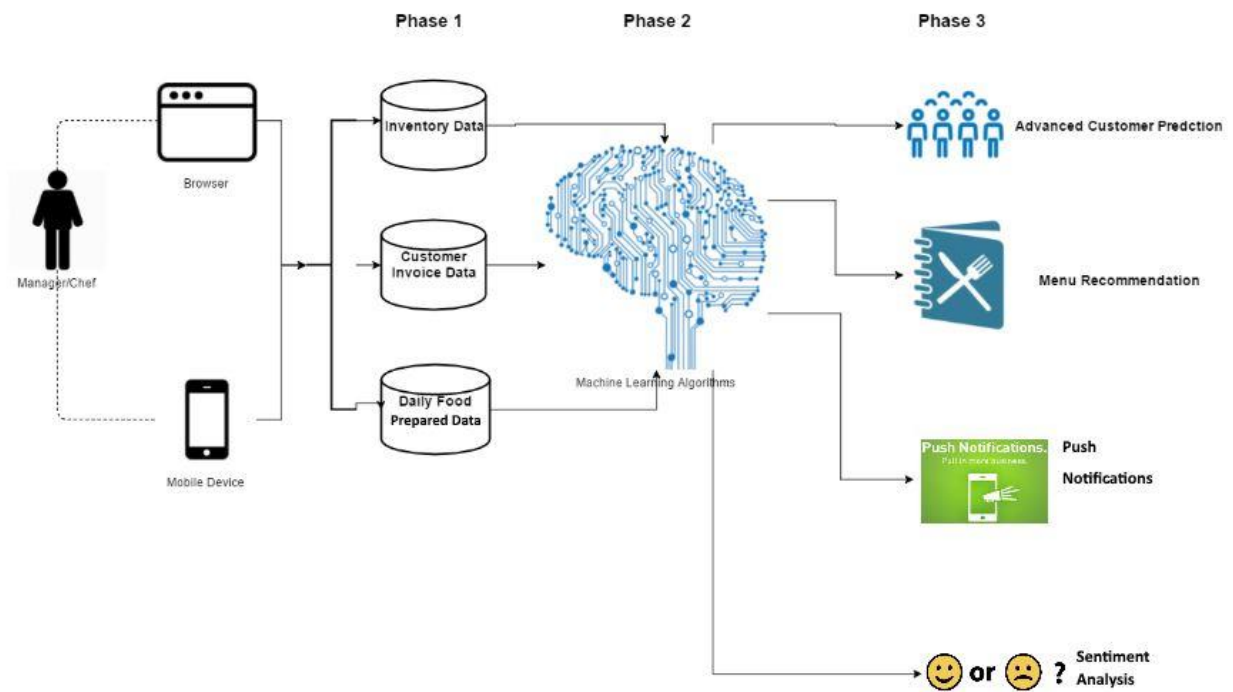 Phase 1
Phase 2
Phase 3
Inventory Data
Advanced Customer Predction
Browser
Manager/Chef
Customer
Invoice Data
Menu Recommendation
Machine Learning Algorithms
Daily Food
Prepared Data
Mobile Device
Push Notifications.
Pull in more business.
Push
Notifications
or
?
Sentiment
Analysis